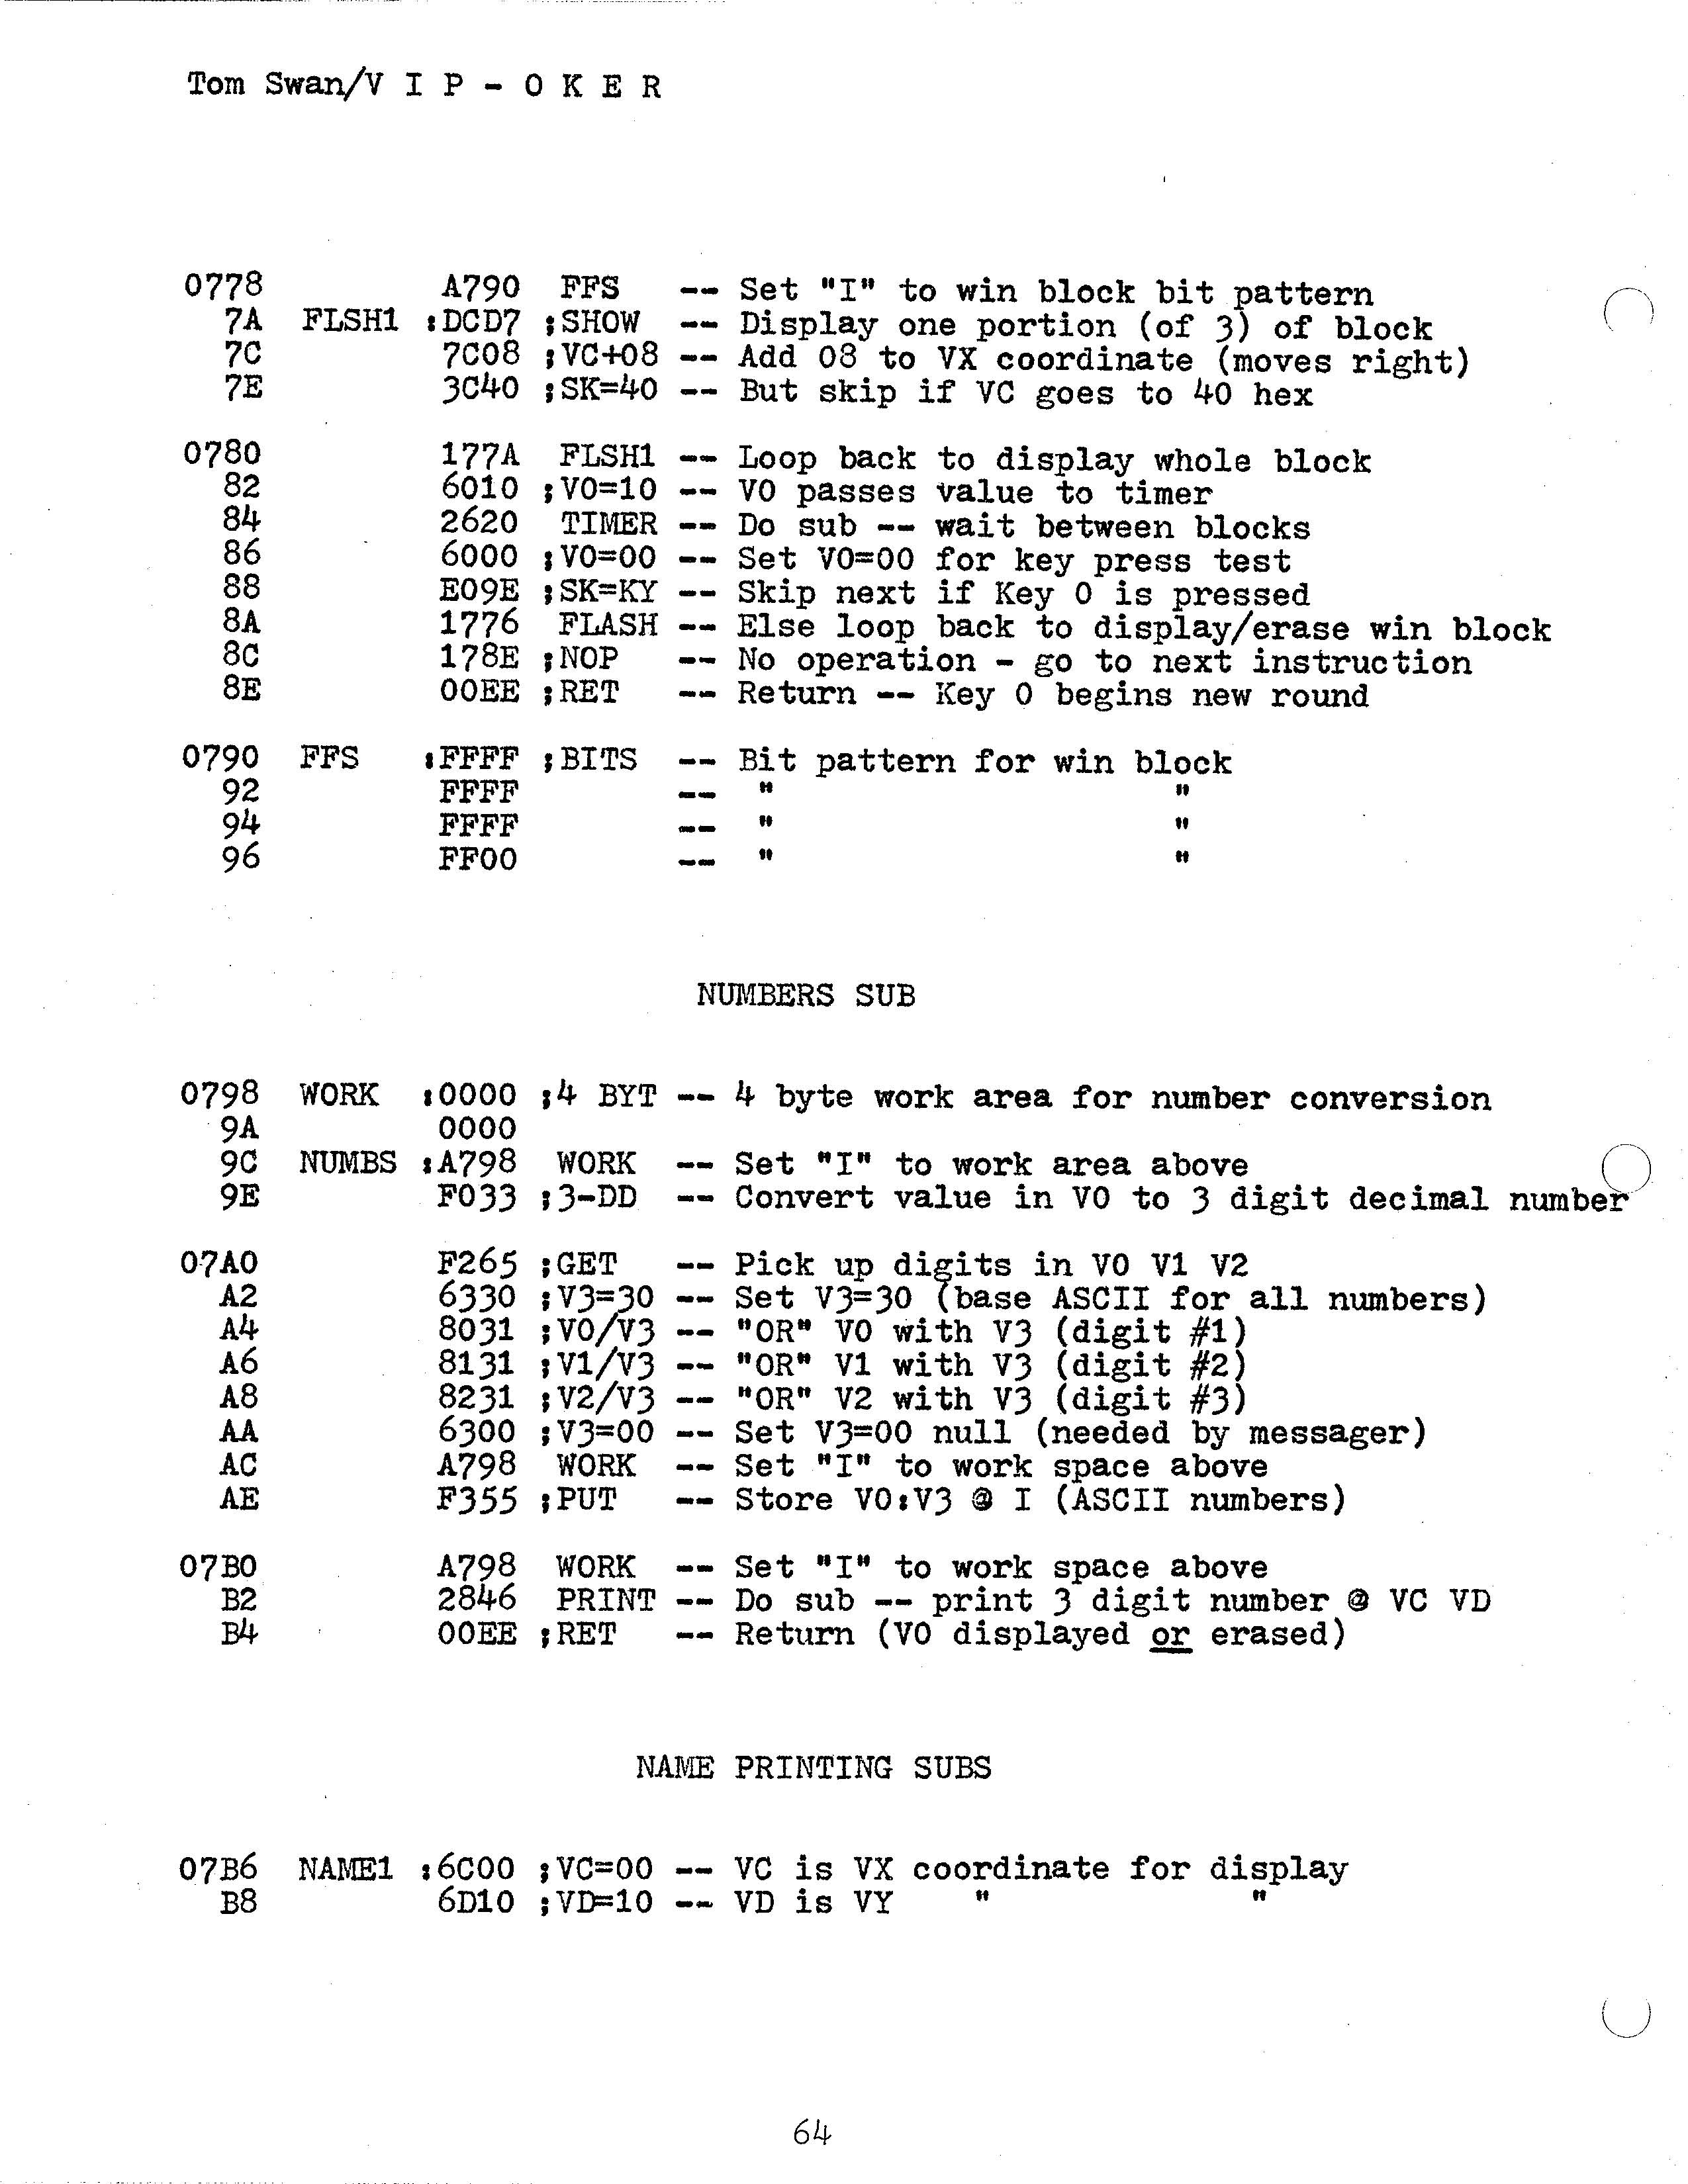 Tom Swan/V I P - O K E R
0778 A790 FFS -- Set "I" to win block bit pattern
7A FLSH1 :DCD7 ;SHOW -- Display one portion (of 3) of block
7C 7C08 ;VC+08 -- Add 08 to VX coordinate (moves right)
7E 3C40 ;SK=40 -- But skip if VC goes to 40 hex
0780 177A FLSH1 -- Loop back to display whole block
82 6010 ;V0=10 -- V0 passes value to timer
84 2620 TIMER -- Do sub -- wait between blocks
86 6000 ;V0=00 -- Set V0=00 for key press test
88 E09E ;SK=KY -- Skip next if Key 0 is pressed
8A 1776 FLASH -- Else loop back to display/erase win block
8C 178E ;NOP -- No operation - go to next instruction
8E 00EE ;RET -- Return -- Key 0 begins new round
0790 FFS :FFFF ;BITS -- Bit pattern for win block
92 FFFF -- " "
94 FFFF -- " "
96 FF00 -- " "
NUMBERS SUB
0798 WORK :0000 ;4 BYT -- 4 byte work area for number conversion
9A 0000
9C NUMBS :A798 WORK -- Set "I" to work area above
9E F033 ;3-DD -- Convert value in V0 to 3 digit decimal number
07A0 F265 ;GET -- Pick up digits in V0 V1 V2
A2 6330 ;V3=30 -- Set V3=30 (base ASCII for all numbers)
A4 8031 ;V0/V3 -- "OR" V0 with V3 (digit #1)
A6 8131 ;V1/V3 -- "OR" V1 with V3 (digit #2)
A8 8231 ;V2/V3 -- "OR" V2 with V3 (digit #3)
AA 6300 ;V3=00 -- Set V3=00 null (needed by messager)
AC A798 WORK -- Set "I" to work space above
AE F355 ;PUT -- Store V0:V3 @ I (ASCII numbers)
07B0 A798 WORK -- Set "I" to work space above
B2 2846 PRINT -- Do sub -- print 3 digit number @ VC VD
B4 00EE ;RET -- Return (V0 displayed or erased)
NAME PRINTING SUBS
07B6 NAME1 :6C00 ;VC=00 -- VC is VX coordinate for display
B8 6D10 ;VD=10 -- VD is VY " "
64